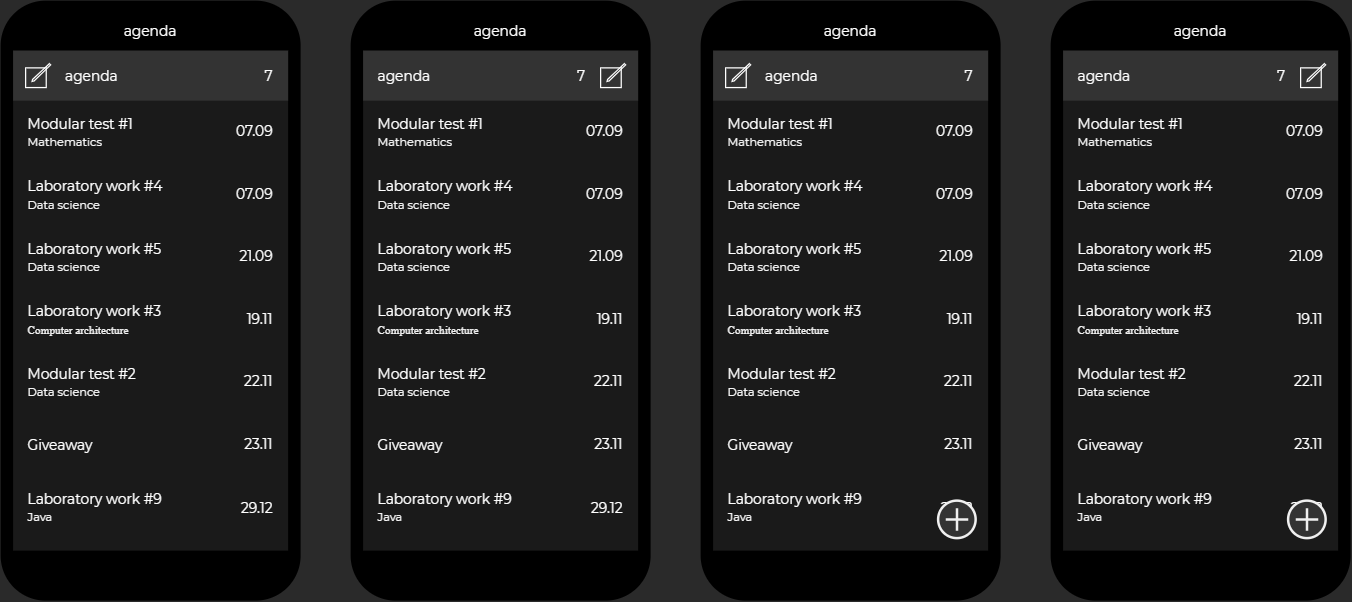 agenda
agenda 7
Modular test #1
Mathematics
07.09
Laboratory work #4
Data science
07.09
Laboratory work #5
Data science
21.09
Laboratory work #3
Computer architecture
19.11
Modular test #2
Data science
22.11
Giveaway
23.11
Laboratory work #9
Java
29.12
agenda
agenda 7
Modular test #1
Mathematics
07.09
Laboratory work #4
Data science
07.09
Laboratory work #5
Data science
21.09
Laboratory work #3
Computer architecture
19.11
Modular test #2
Data science
22.11
Giveaway
23.11
Laboratory work #9
Java
29.12
agenda
agenda 7
Modular test #1
Mathematics
07.09
Laboratory work #4
Data science
07.09
Laboratory work #5
Data science
21.09
Laboratory work #3
Computer architecture
19.11
Modular test #2
Data science
22.11
Giveaway
23.11
Laboratory work #9
Java
agenda
agenda 7
Modular test #1
Mathematics
07.09
Laboratory work #4
Data science
07.09
Laboratory work #5
Data science
21.09
Laboratory work #3
Computer architecture
19.11
Modular test #2
Data science
22.11
Giveaway
23.11
Laboratory work #9
Java